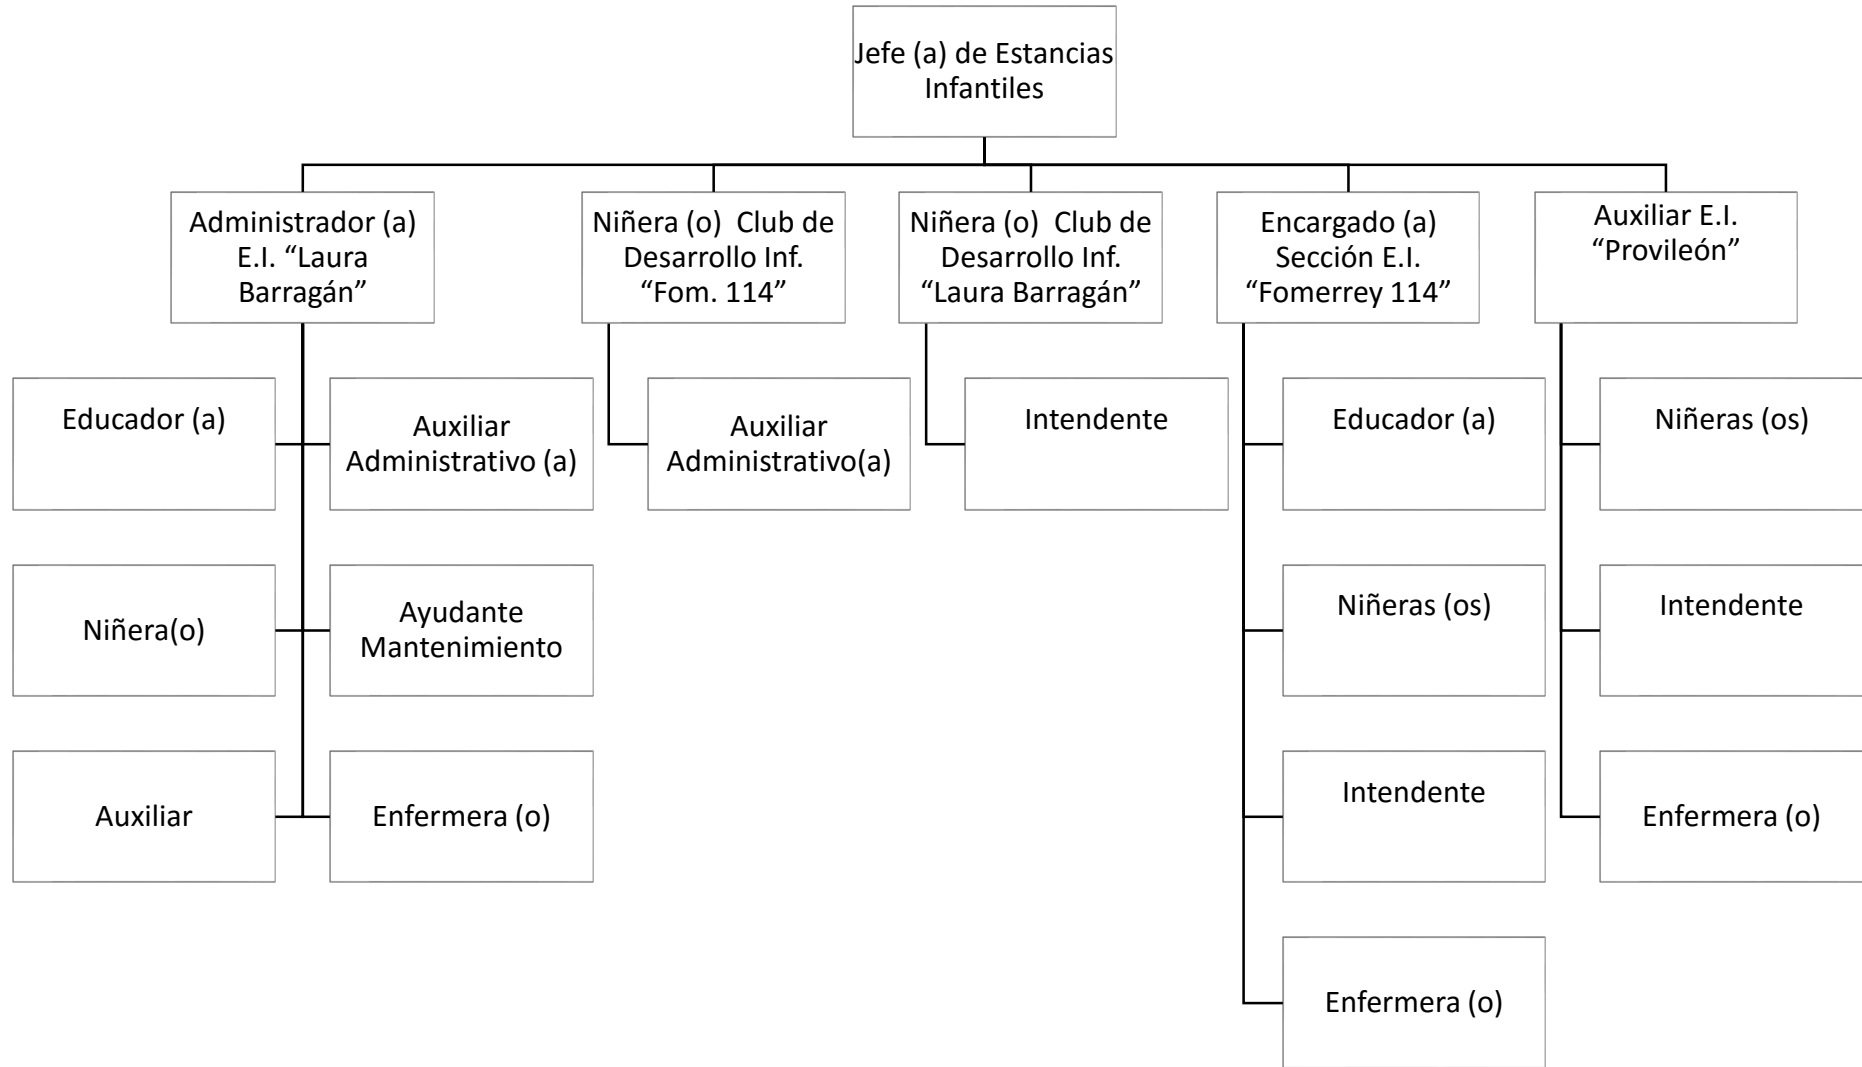 Jefe (a) de Estancias
Infantiles
Administrador (a)
E.I. “Laura
Barragán”
Niñera (o)  Club de
Desarrollo Inf.
“Fom. 114”
Niñera (o)  Club de
Desarrollo Inf.
“Laura Barragán”
Encargado (a)
Sección E.I.
“Fomerrey 114”
Auxiliar E.I.
“Provileón”
Educador (a)
Auxiliar
Administrativo (a)
Auxiliar
Administrativo(a)
Intendente
Educador (a)
Niñeras (os)
Niñera(o)
Ayudante
Mantenimiento
Niñeras (os)
Intendente
Auxiliar
Enfermera (o)
Intendente
Enfermera (o)
Enfermera (o)